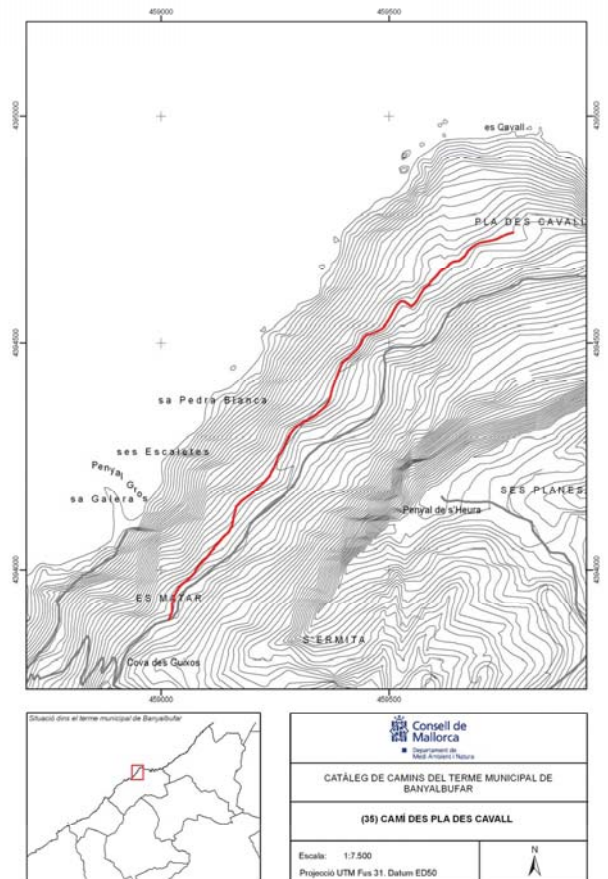 459000
459500
4395000
4395000
es Cavall
PLA DES CAVALL
4394500
4394500
sa Pedra Blanca
ses Escaletes
Penyal Gros
sa Galera
SES PLANES
Penyal de s'Heura
4394000
4394000
ES MATAR
S'ERMITA
Cova des Guixos
459000
459500
Situació dins el terme municipal de Banyalbufar
Consell de
Mallorca
Departament de
Medi Ambient i Natura
CATÀLEG DE CAMINS DEL TERME MUNICIPAL DE
BANYALBUFAR
(35) CAMÍ DES PLA DES CAVALL
Escala: 1:7.500
Projecció UTM Fus 31. Datum ED50
N